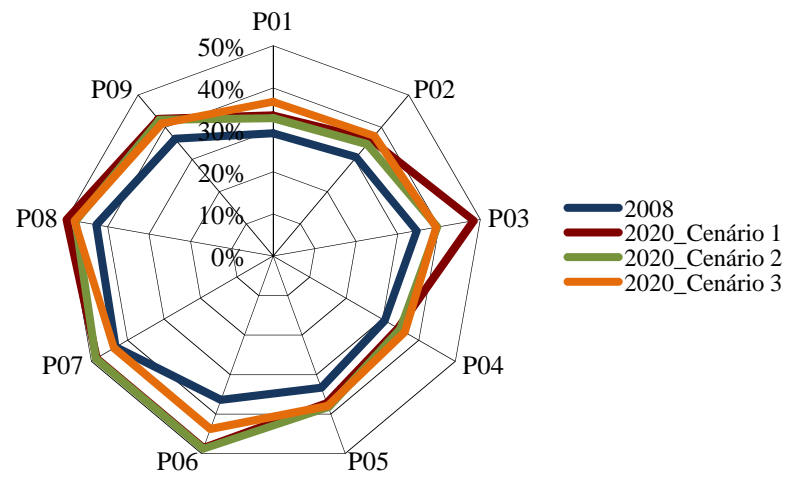 P01
50%
P09
40%
P02
30%
20%
10%
P08
P03
0%
P07
P04
P06
P05
2008
2020_Cenário 1
2020_Cenário 2
2020_Cenário 3